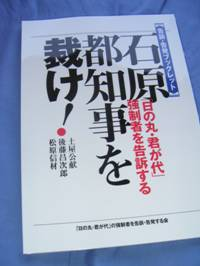 【告訴・告発ブックレット】
石原
都知事を
裁け！
「日の丸・君が代」
強制者を告訴する
土屋公献
後藤昌次郎
松原信材
「日の丸・君が代」の強制者を告訴・告発する会